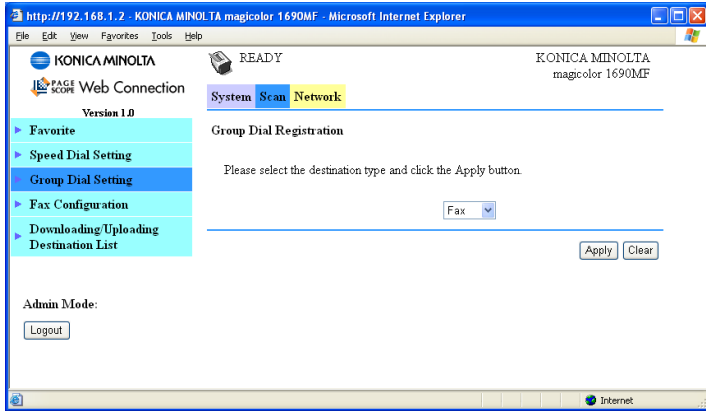 http://192.168.1.2 - KONICA MINOLTA magicolor 1690MF - Microsoft Internet Explorer
File Edit View Favorites Tools Help
KONICA MINOLTA
READY
KONICA MINOLTA
magicolor 1690MF
PAGE SCOPE Web Connection
Version 1.0
System Scan Network
Favorite
Speed Dial Setting
Group Dial Setting
Fax Configuration
Downloading/Uploading
Destination List
Group Dial Registration
Please select the destination type and click the Apply button.
Fax
Apply Clear
Admin Mode:
Logout
Internet